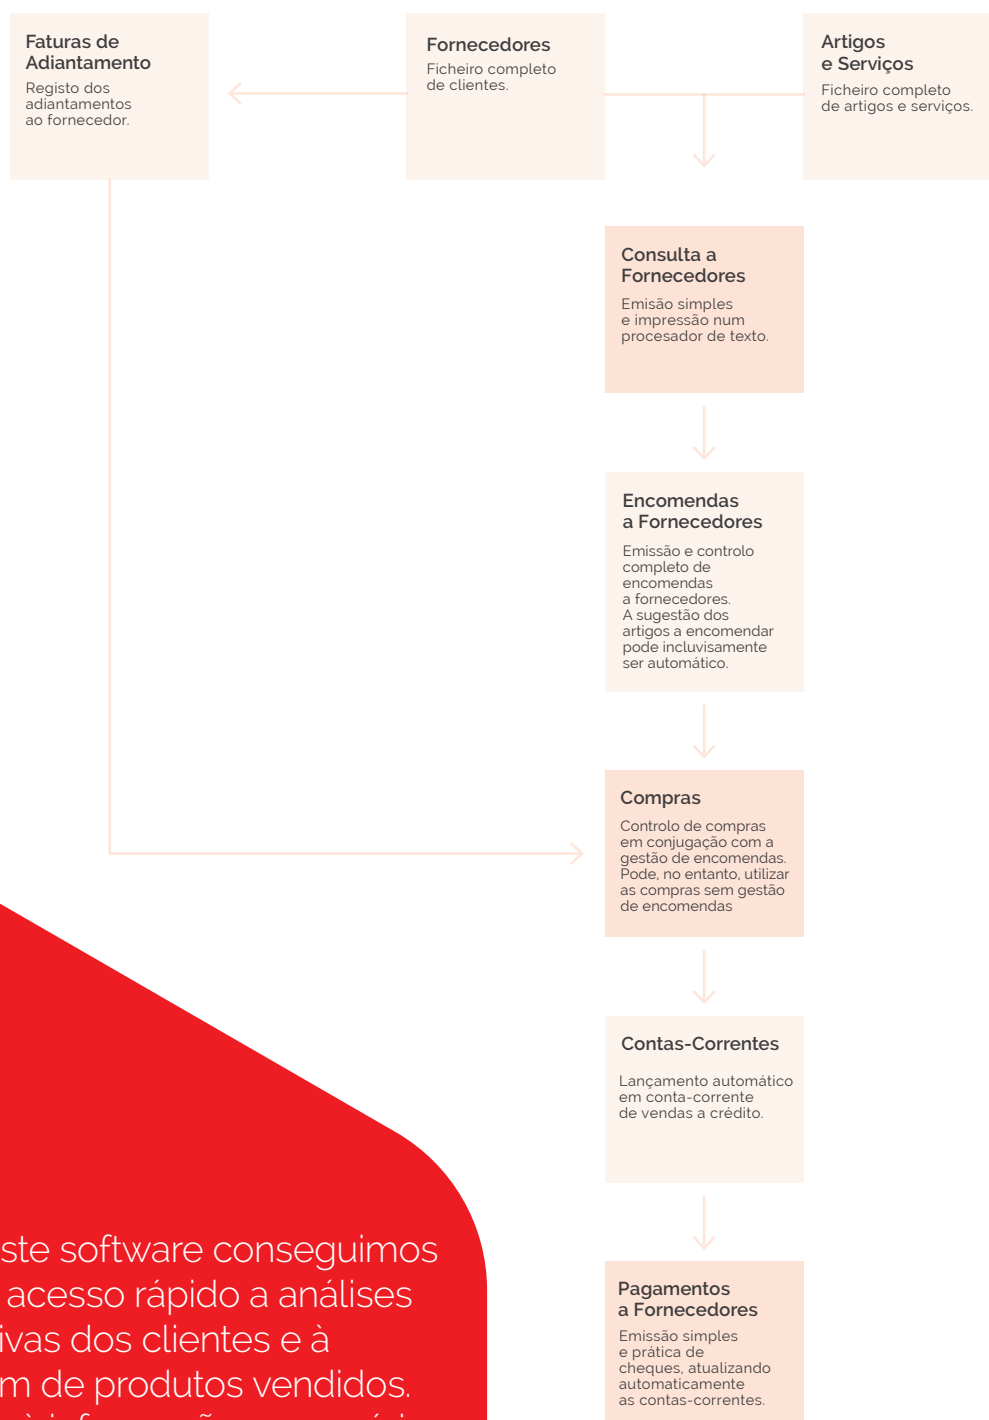 Faturas de
Adiantamento
Registo dos
adiantamentos
ao fornecedor.
Fornecedores
Ficheiro completo
de clientes.
Artigos
e Serviços
Ficheiro completo
de artigos e serviços.
Consulta a
Fornecedores
Emisão simples
e impressão num
procesador de texto.
Encomendas
a Fornecedores
Emissão e controlo
completo de
encomendas
a fornecedores.
A sugestão dos
artigos a encomendar
pode incluvisamente
ser automático.
Compras
Controlo de compras
em conjugação com a
gestão de encomendas.
Pode, no entanto, utilizar
as compras sem gestão
de encomendas
Contas-Correntes
Lançamento automático
em conta-corrente
de vendas a crédito.
Pagamentos
a Fornecedores
Emissão simples
e prática de
cheques, atualizando
automaticamente
as contas-correntes.
ste software conseguimos
acesso rápido a análises
ivas dos clientes e à
m de produtos vendidos.